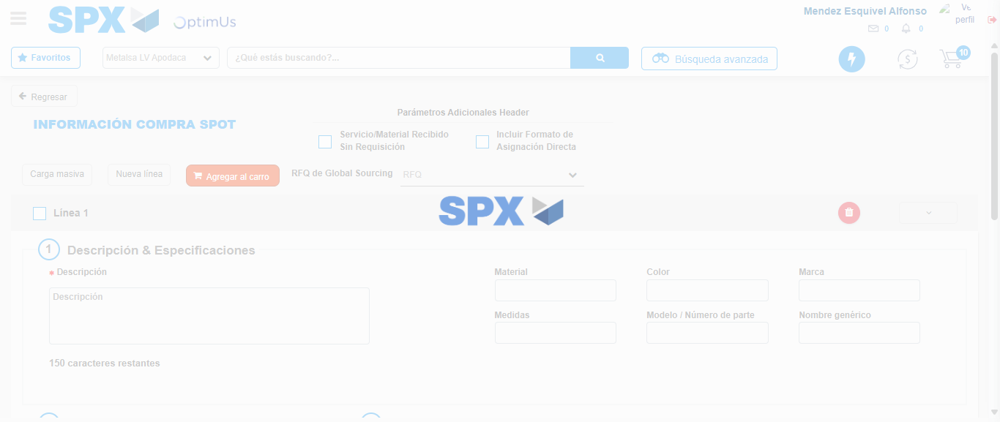 SPX
OptimUs
Mendez Esquivel Alfonso
Ve
perfil
0
0
Favoritos
Metalsa LV Apodaca
¿Qué estás buscando?...
Búsqueda avanzada
10
Regresar
INFORMACIÓN COMPRA SPOT
Parámetros Adicionales Header
Servicio/Material Recibido
Sin Requisición
Incluir Formato de
Asignación Directa
Carga masiva
Nueva línea
Agregar al carro
RFQ de Global Sourcing
RFQ
SPX
Linea 1
1
Descripción & Especificaciones
* Descripción
Descripción
150 caracteres restantes
Material
Color
Marca
Medidas
Modelo / Número de parte
Nombre genérico